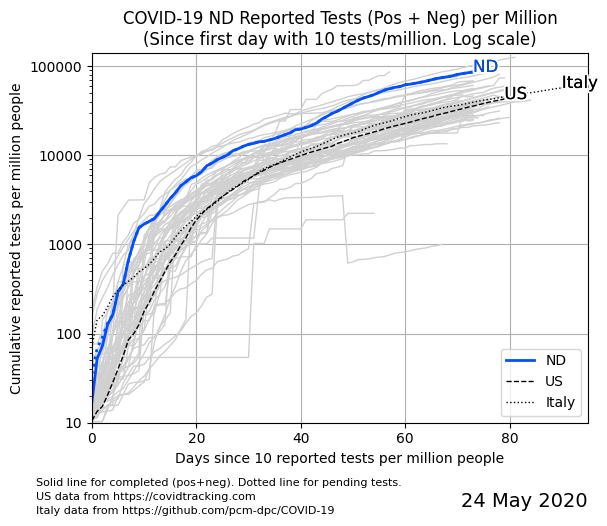 COVID-19 ND Reported Tests (Pos + Neg) per Million
(Since first day with 10 tests/million. Log scale)
Cumulative reported tests per million people
100000
10000
1000
100
10
ND
US
Italy
ND
US
Italy
0 20 40 60 80
Days since 10 reported tests per million people
Solid line for completed (pos+neg). Dotted line for pending tests.
US data from https://covidtracking.com
Italy data from https://github.com/pcm-dpc/COVID-19
24 May 2020